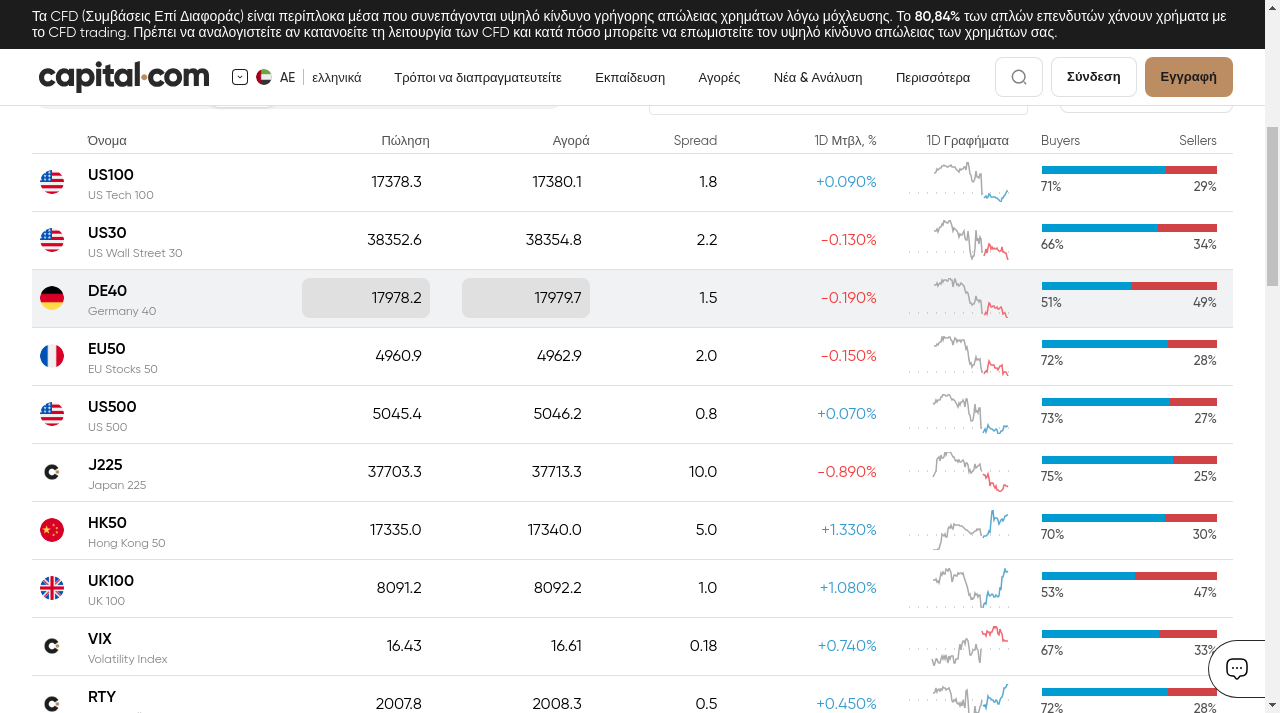 Τα CFD (Συμβάσεις Επί Διαφοράς) είναι περίπλοκα μέσα που συνεπάγονται υψηλό κίνδυνο γρήγορης απώλειας χρημάτων λόγω μόχλευσης. Το 80,84% των απλών επενδυτών χάνουν χρήματα με
το CFD trading. Πρέπει να αναλογιστείτε αν κατανοείτε τη λειτουργία των CFD και κατά πόσο μπορείτε να επωμιστείτε τον υψηλό κίνδυνο απώλειας των χρημάτων σας.
capital.com AE ελληνικά Τρόποι να διαπραγματευτείτε Εκπαίδευση Αγορές Νέα & Ανάλυση Περισσότερα Σύνδεση Εγγραφή
Όνομα Πώληση Αγορά Spread 1D Μτβλ, % 1D Γραφήματα Buyers Sellers
US100 17378.3 17380.1 1.8 +0.090% 71% 29%
US Tech 100
US30 38352.6 38354.8 2.2 -0.130% 66% 34%
US Wall Street 30
DE40 17978.2 17979.7 1.5 -0.190% 51% 49%
Germany 40
EU50 4960.9 4962.9 2.0 -0.150% 72% 28%
EU Stocks 50
US500 5045.4 5046.2 0.8 +0.070% 73% 27%
US 500
J225 37703.3 37713.3 10.0 -0.890% 75% 25%
Japan 225
HK50 17335.0 17340.0 5.0 +1.330% 70% 30%
Hong Kong 50
UK100 8091.2 8092.2 1.0 +1.080% 53% 47%
UK 100
VIX 16.43 16.61 0.18 +0.740% 67% 33%
Volatility Index
RTY 2007.8 2008.3 0.5 +0.450% 72% 28%